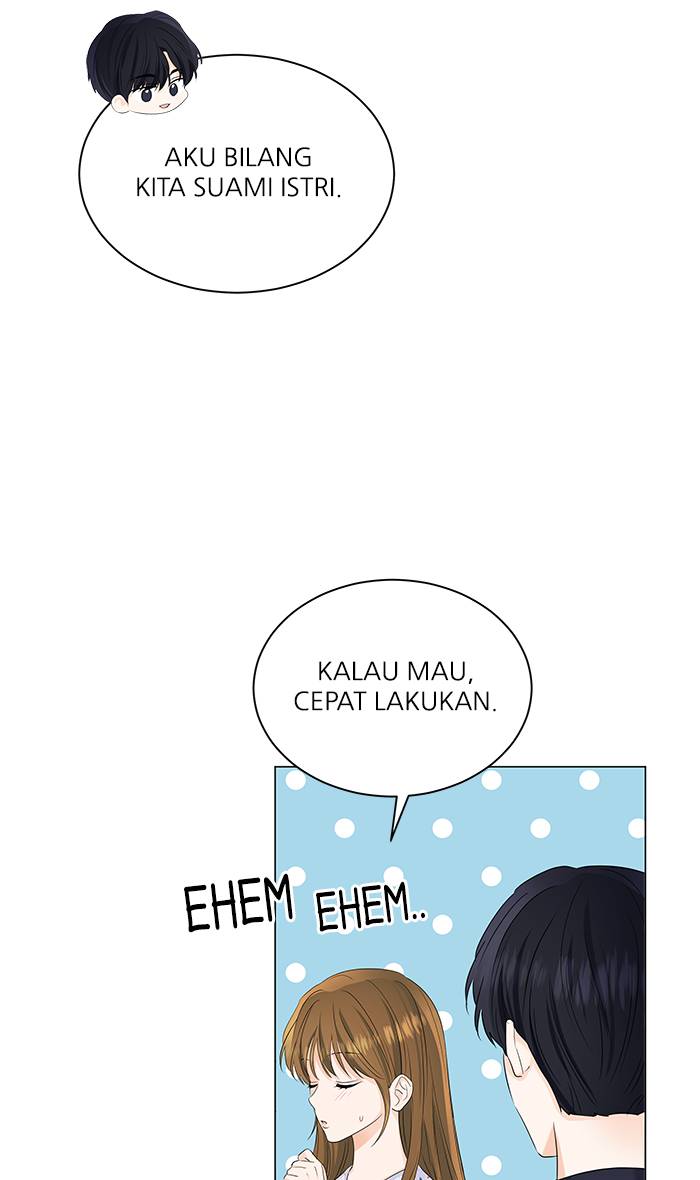 AKU BILANG
KITA SUAMI ISTRI.
KALAU MAU,
CEPAT LAKUKAN.
EHEM
EHEM..